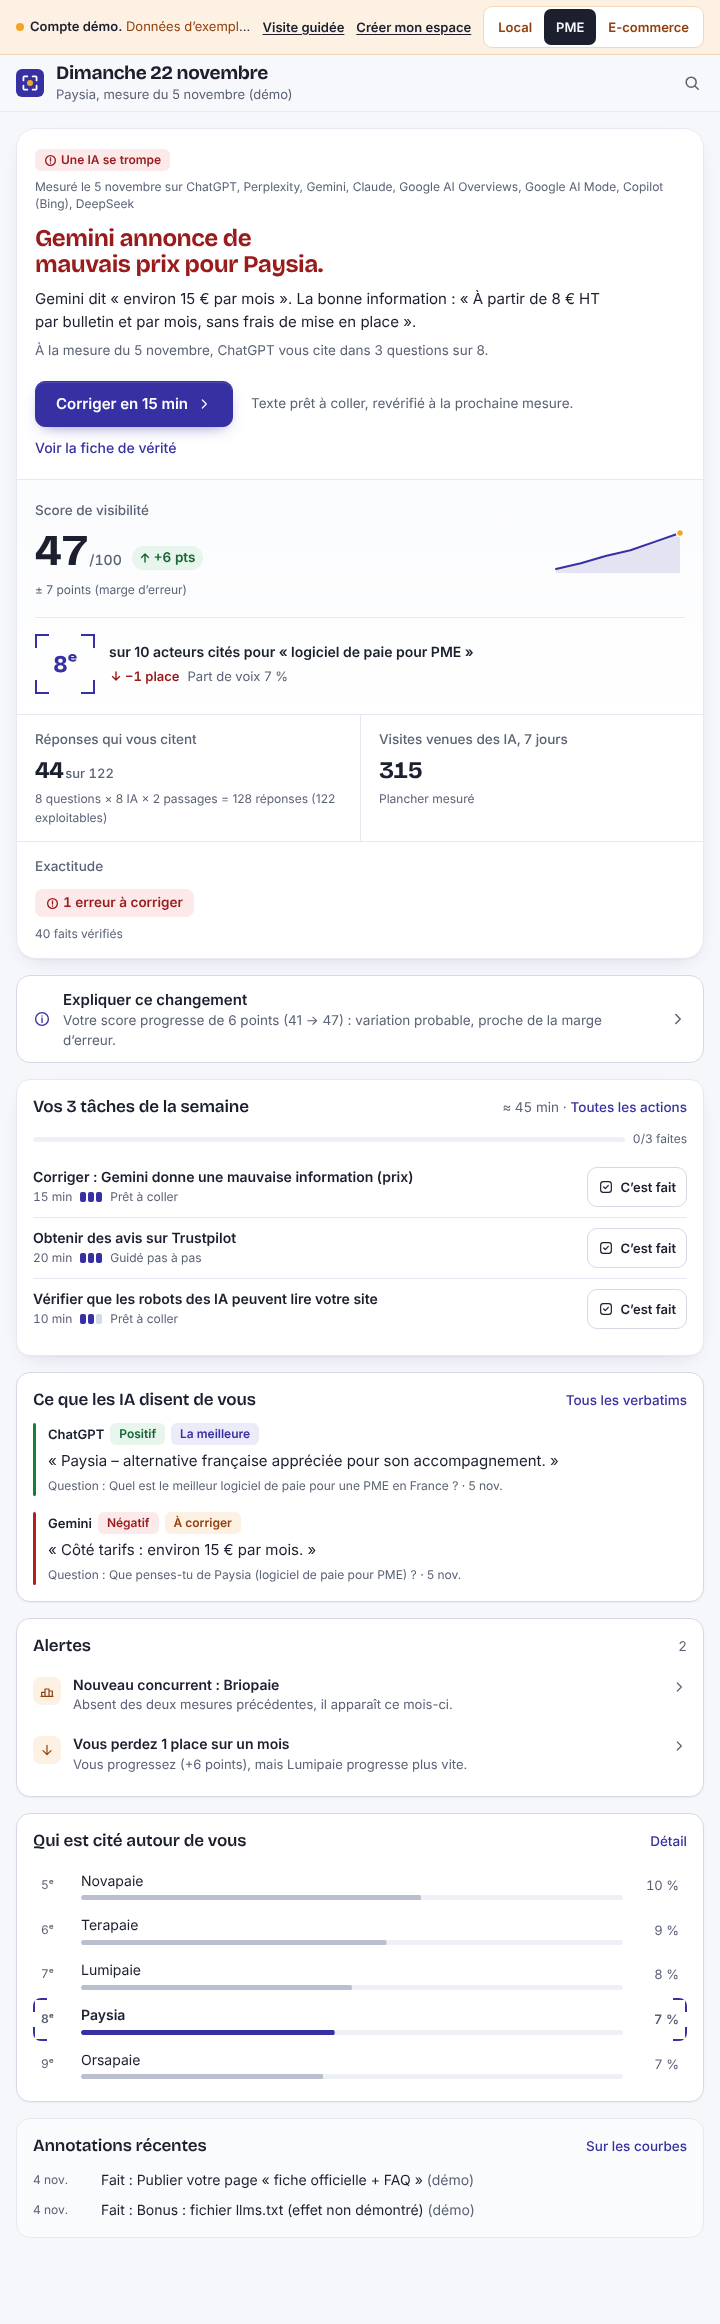 Compte démo. Données d’exempl… Visite guidée Créer mon espace Local PME E-commerce
Dimanche 22 novembre
Paysia, mesure du 5 novembre (démo)
Une IA se trompe
Mesuré le 5 novembre sur ChatGPT, Perplexity, Gemini, Claude, Google AI Overviews, Google AI Mode, Copilot
(Bing), DeepSeek
Gemini annonce de
mauvais prix pour Paysia.
Gemini dit « environ 15 € par mois ». La bonne information : « À partir de 8 € HT
par bulletin et par mois, sans frais de mise en place ».
À la mesure du 5 novembre, ChatGPT vous cite dans 3 questions sur 8.
Corriger en 15 min
Texte prêt à coller, revérifié à la prochaine mesure.
Voir la fiche de vérité
Score de visibilité
47/100 ↑ +6 pts
± 7 points (marge d’erreur)
8e
sur 10 acteurs cités pour « logiciel de paie pour PME »
↓ −1 place Part de voix 7 %
Réponses qui vous citent
44 sur 122
8 questions × 8 IA × 2 passages = 128 réponses (122
exploitables)
Visites venues des IA, 7 jours
315
Plancher mesuré
Exactitude
1 erreur à corriger
40 faits vérifiés
Expliquer ce changement
Votre score progresse de 6 points (41 → 47) : variation probable, proche de la marge
d’erreur.
Vos 3 tâches de la semaine
≈ 45 min · Toutes les actions
0/3 faites
Corriger : Gemini donne une mauvaise information (prix)
15 min Prêt à coller
C’est fait
Obtenir des avis sur Trustpilot
20 min Guidé pas à pas
C’est fait
Vérifier que les robots des IA peuvent lire votre site
10 min Prêt à coller
C’est fait
Ce que les IA disent de vous
Tous les verbatims
ChatGPT Positif La meilleure
« Paysia – alternative française appréciée pour son accompagnement. »
Question : Quel est le meilleur logiciel de paie pour une PME en France ? · 5 nov.
Gemini Négatif À corriger
« Côté tarifs : environ 15 € par mois. »
Question : Que penses-tu de Paysia (logiciel de paie pour PME) ? · 5 nov.
Alertes
2
Nouveau concurrent : Briopaie
Absent des deux mesures précédentes, il apparaît ce mois-ci.
Vous perdez 1 place sur un mois
Vous progressez (+6 points), mais Lumipaie progresse plus vite.
Qui est cité autour de vous
Détail
5e Novapaie 10 %
6e Terapaie 9 %
7e Lumipaie 8 %
8e Paysia 7 %
9e Orsapaie 7 %
Annotations récentes
Sur les courbes
4 nov. Fait : Publier votre page « fiche officielle + FAQ » (démo)
4 nov. Fait : Bonus : fichier llms.txt (effet non démontré) (démo)